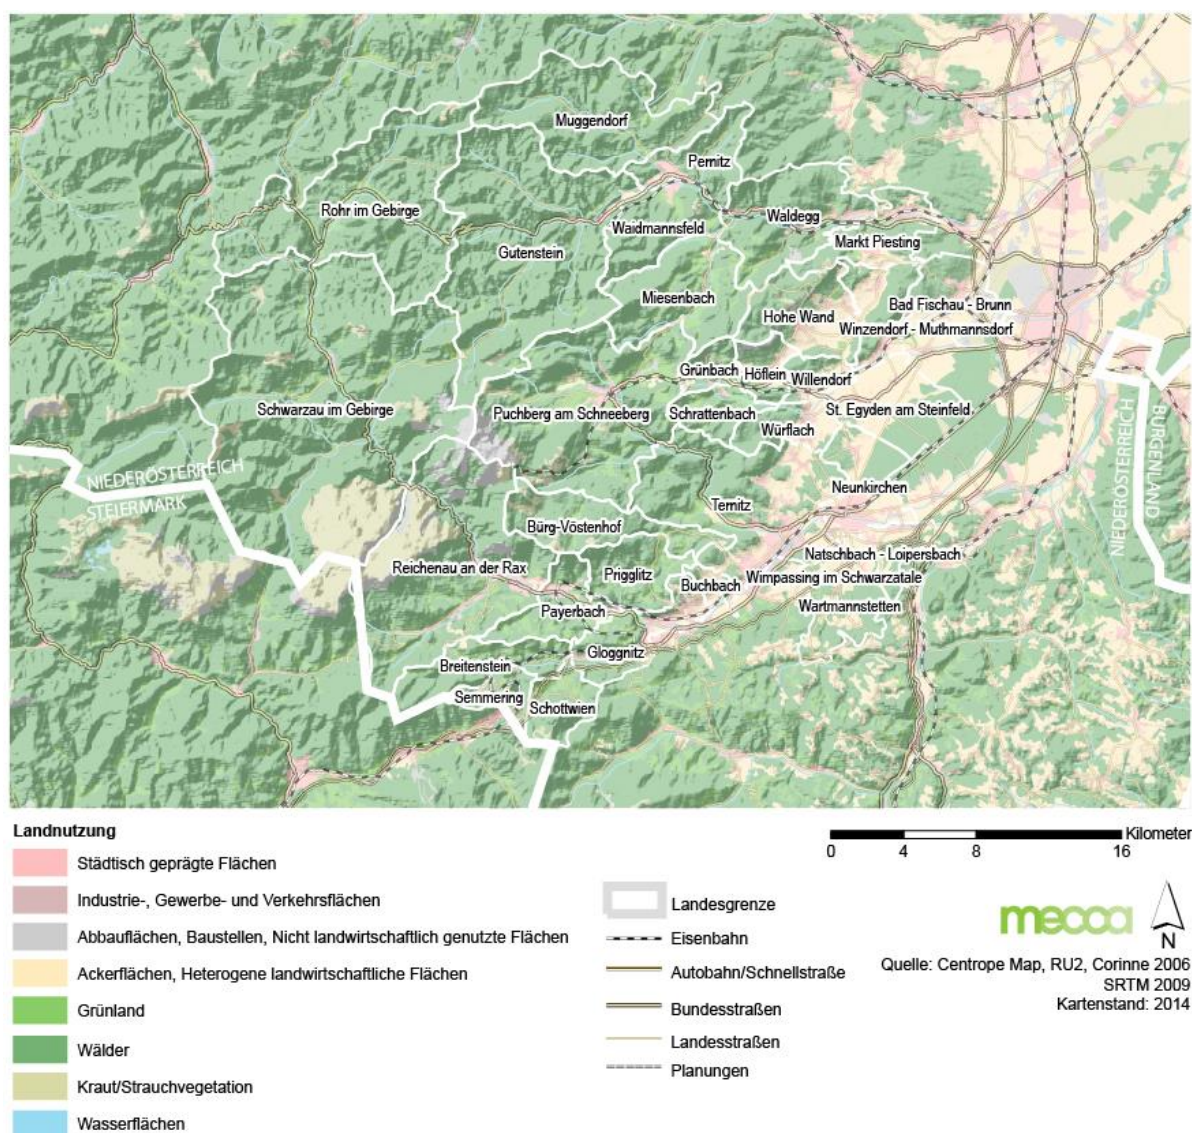 Muggendorf
Pernitz
Rohr im Gebirge
Waldegg
Waidmannsfeld
Markt Piesting
Gutenstein
Miesenbach
Bad Fischau - Brunn
Hohe Wand
Winzendorf - Muthmannsdorf
Grünbach
Höflein
Willendorf
Schwarzau im Gebirge
Puchberg am Schneeberg
Schrattenbach
St. Egyden am Steinfeld
Würflach
NIEDERÖSTERREICH
STEIERMARK
NIEDERÖSTERREICH
BURGENLAND
Neunkirchen
Ternitz
Bürg-Vöstenhof
Natschbach - Loipersbach
Reichenau an der Rax
Prigglitz
Buchbach
Wimpassing im Schwarzatale
Payerbach
Wartmannstetten
Gloggnitz
Breitenstein
Semmering
Schottwien
Landnutzung
Städtisch geprägte Flächen
Industrie-, Gewerbe- und Verkehrsflächen
Abbauflächen, Baustellen, Nicht landwirtschaftlich genutzte Flächen
Ackerflächen, Heterogene landwirtschaftliche Flächen
Grünland
Wälder
Kraut/Strauchvegetation
Wasserflächen
Landesgrenze
Eisenbahn
Autobahn/Schnellstraße
Bundesstraßen
Landesstraßen
Planungen
Kilometer
0 4 8 16
mecca
N
Quelle: Centrope Map, RU2, Corinne 2006
SRTM 2009
Kartenstand: 2014